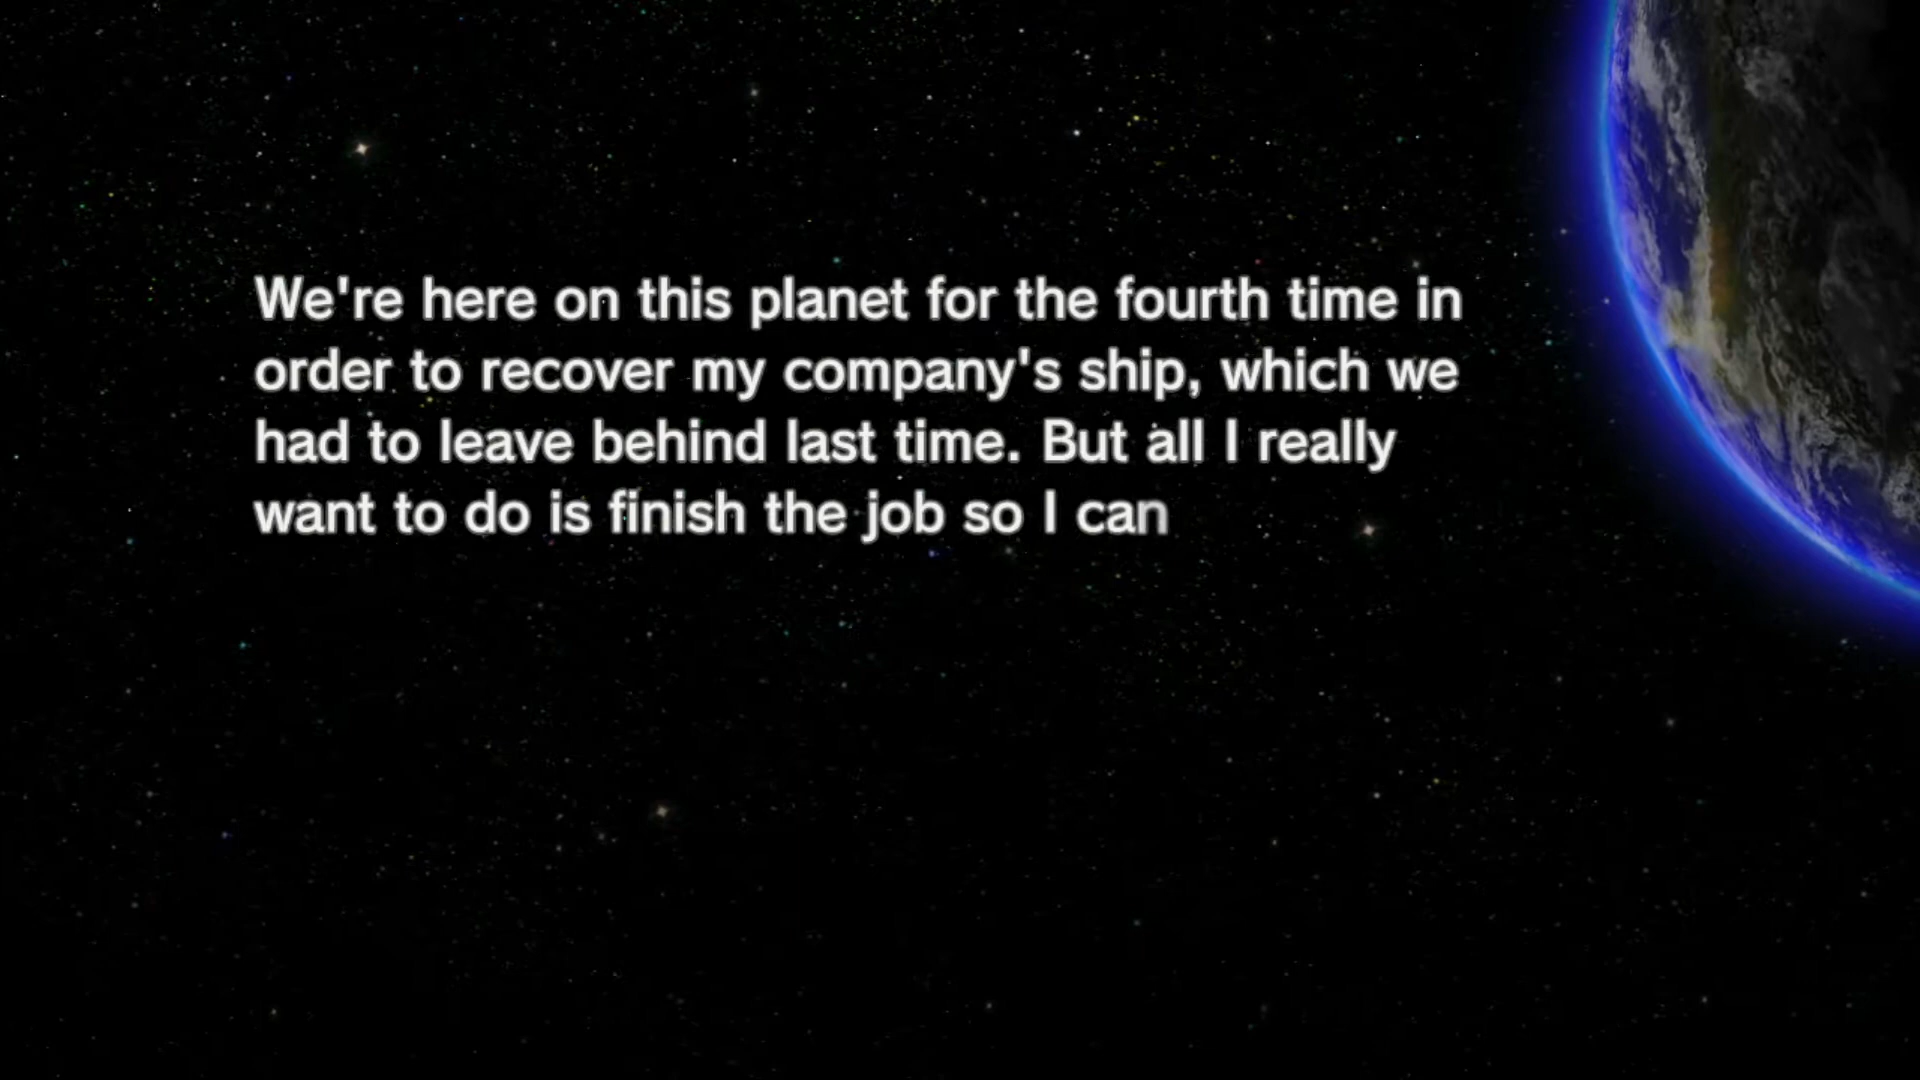 We're here on this planet for the fourth time in
order to recover my company's ship, which we
had to leave behind last time. But all I really
want to do is finish the job so I can